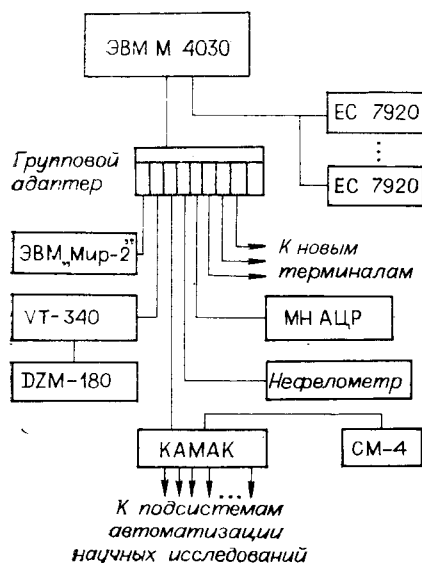 ЭВМ М 4030
ЕС 7920
ЕС 7920
Групповой
адаптер
К новым
терминалам
ЭВМ „Мир-2”
VT-340
МН АЦР
DZM-180
Нефелометр
КАМАК
СМ-4
К подсистемам
автоматизации
научных исследований